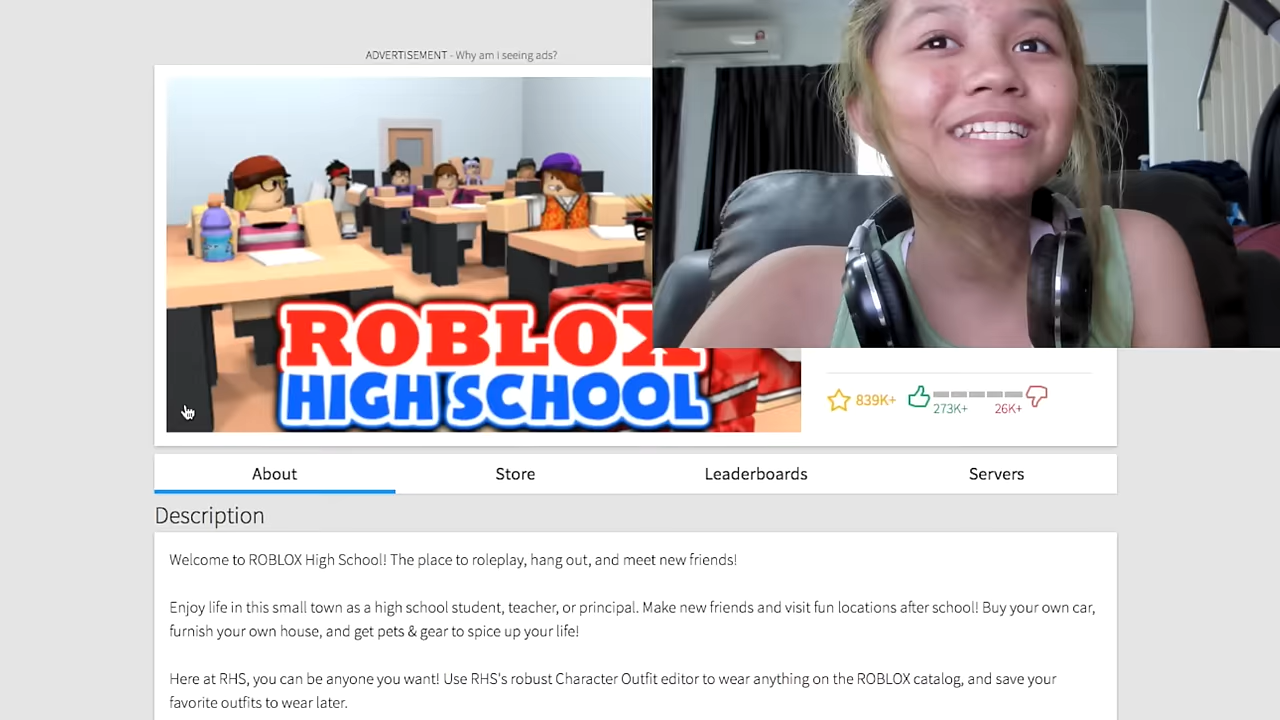 ADVERTISEMENT - Why am I seeing ads?
ROBLOX
HIGH SCHOOL
839K+
273K+
26K+
About
Store
Leaderboards
Servers
Description
Welcome to ROBLOX High School! The place to roleplay, hang out, and meet new friends!
Enjoy life in this small town as a high school student, teacher, or principal. Make new friends and visit fun locations after school! Buy your own car,
furnish your own house, and get pets & gear to spice up your life!
Here at RHS, you can be anyone you want! Use RHS's robust Character Outfit editor to wear anything on the ROBLOX catalog, and save your
favorite outfits to wear later.